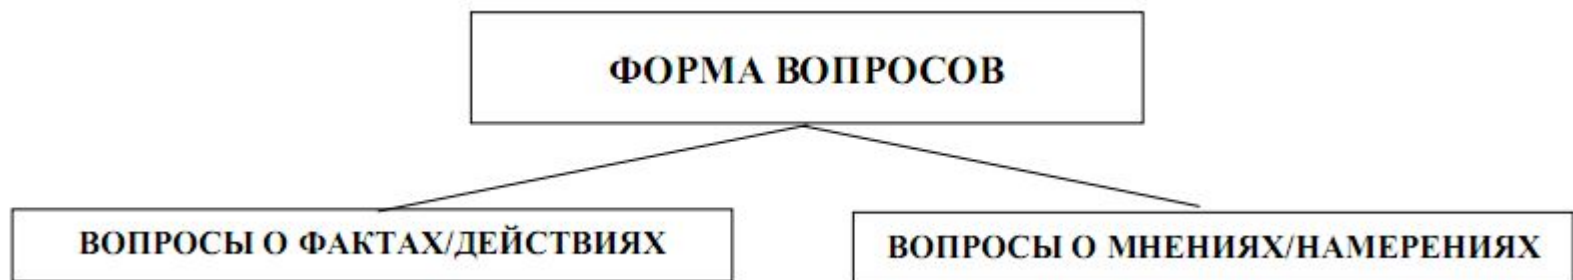 ФОРМА ВОПРОСОВ
ВОПРОСЫ О ФАКТАХ/ДЕЙСТВИЯХ
ВОПРОСЫ О МНЕНИЯХ/НАМЕРЕНИЯХ